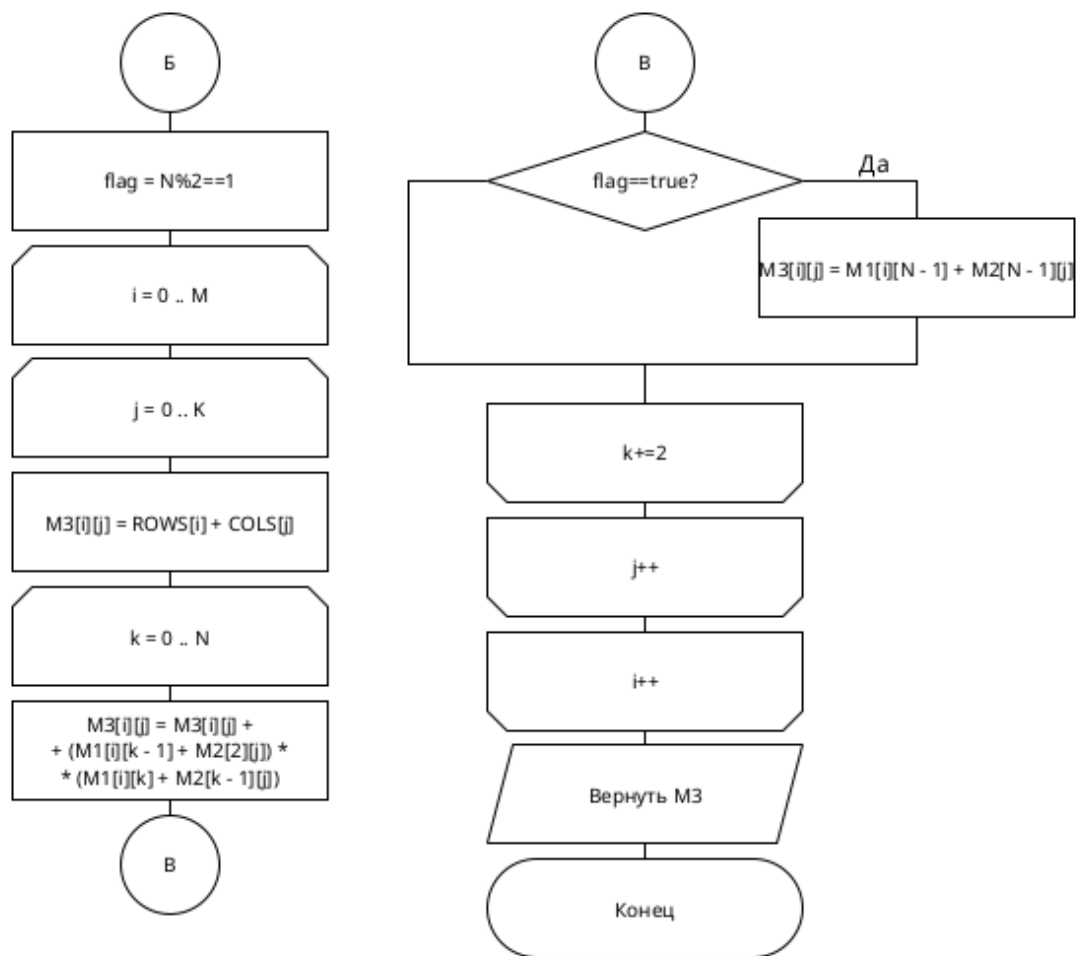 Б
flag = N%2==1
i = 0 .. M
j = 0 .. K
M3[i][j] = ROWS[i] + COLS[j]
k = 0 .. N
M3[i][j] = M3[i][j] +
+ (M1[i][k - 1] + M2[2][j]) *
* (M1[i][k] + M2[k - 1][j])
В
В
flag==true?
Да
M3[i][j] = M1[i][N - 1] + M2[N - 1][j]
k+=2
j++
i++
Вернуть M3
Конец